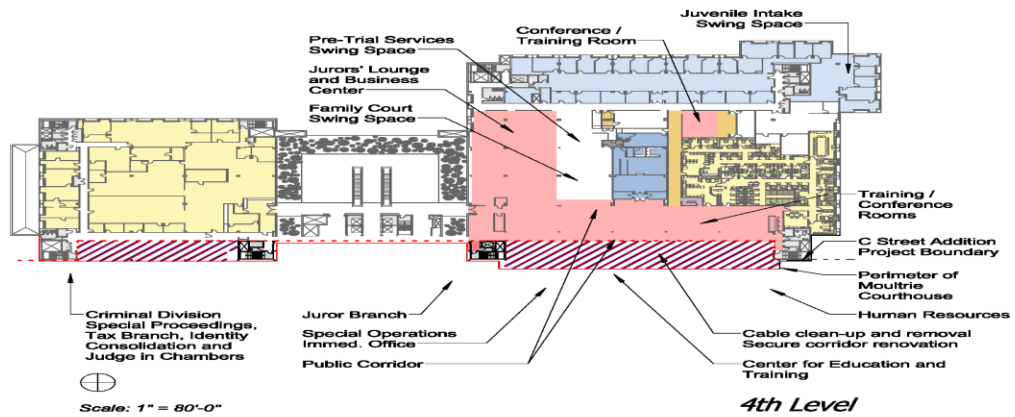 Juvenile Intake
Swing Space
Conference /
Training Room
Pre-Trial Services
Swing Space
Jurors' Lounge
and Business
Center
Family Court
Swing Space
Training /
Conference
Rooms
C Street Addition
Project Boundary
Perimeter of
Moultrie
Courthouse
Criminal Division
Special Proceedings,
Tax Branch, Identity
Consolidation and
Judge in Chambers
Juror Branch
Special Operations
Immed. Office
Public Corridor
Human Resources
Cable clean-up and removal
Secure corridor renovation
Center for Education and
Training
Scale: 1" = 80'-0"
4th Level